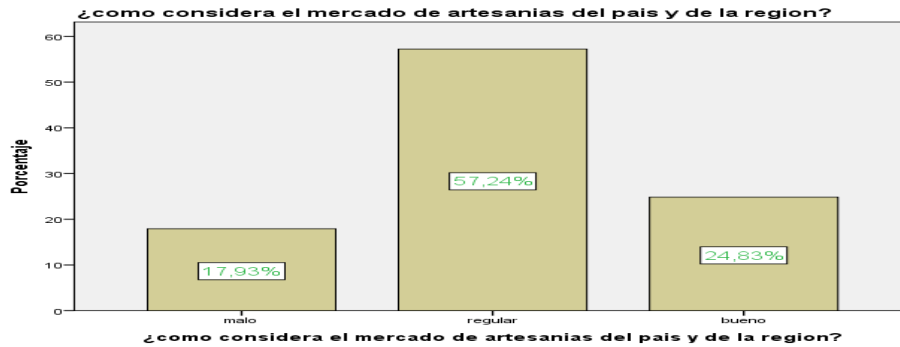 ¿como considera el mercado de artesanias del pais y de la region?
Porcentaje
60
50
40
30
20
10
0
17,93%
57,24%
24,83%
malo
regular
bueno
¿como considera el mercado de artesanias del pais y de la region?